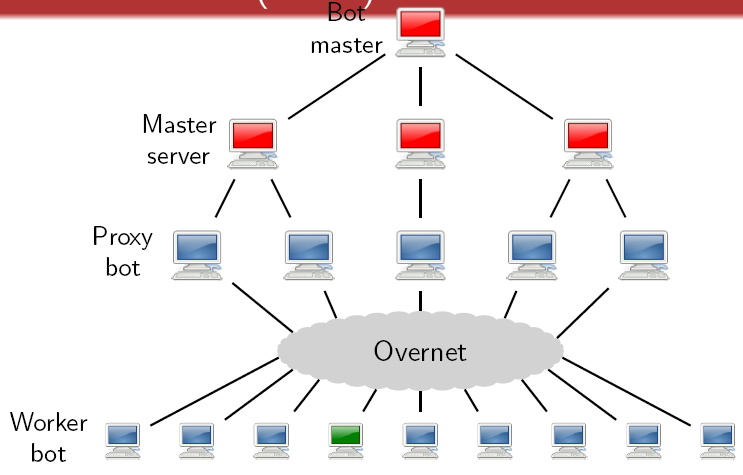 Bot
master
Master
server
Proxy
bot
Overnet
Worker
bot